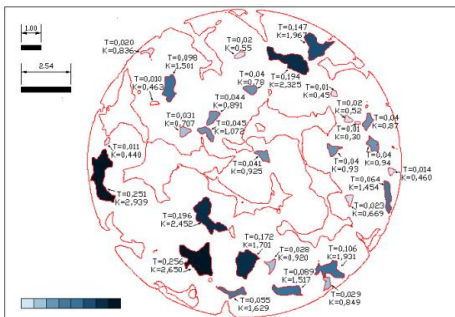 1.00
2.54
T=0,020
K=0,836
T=0,02
K=0,55
T=0,147
K=1,967
T=0,098
K=1,501
T=0,010
K=0,463
T=0,04
K=0,78
T=0,194
K=2,325
T=0,01
K=0,45
T=0,044
K=0,891
T=0,031
K=0,707
T=0,045
K=1,072
T=0,02
K=0,52
T=0,04
K=0,87
T=0,01
K=0,30
T=0,011
K=0,440
T=0,041
K=0,925
T=0,04
K=0,93
T=0,04
K=0,94
T=0,014
K=0,460
T=0,064
K=1,454
T=0,251
K=2,939
T=0,023
K=0,669
T=0,196
K=2,452
T=0,172
K=1,701
T=0,028
K=0,920
T=0,106
K=1,931
T=0,256
K=2,650
T=0,089
K=1,517
T=0,055
K=1,629
T=0,029
K=0,849